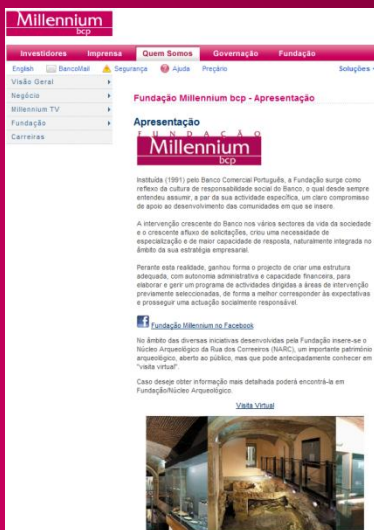 Millennium
bcp
Investidores Imprensa Quem Somos Governação Fundação
English BancoMail Segurança Ajuda Preçário Soluções
Visão Geral
Negócio
Millennium TV
Fundação
Carreiras
Fundação Millennium bcp - Apresentação
Apresentação
FUNDAÇÃO
Millennium
bcp
Instituída (1991) pelo Banco Comercial Português, a Fundação surge como
reflexo da cultura de responsabilidade social do Banco, o qual desde sempre
entendeu assumir, a par da sua actividade específica, um claro compromisso
de apoio ao desenvolvimento das comunidades em que se insere.
A intervenção crescente do Banco nos vários sectores da vida da sociedade
e o crescente afluxo de solicitações, criou uma necessidade de
especialização e de maior capacidade de resposta, naturalmente integrada no
âmbito da sua estratégia empresarial.
Perante esta realidade, ganhou forma o projecto de criar uma estrutura
adequada, com autonomia administrativa e capacidade financeira, para
elaborar e gerir um programa de actividades dirigidas a áreas de intervenção
previamente seleccionadas, de forma a melhor corresponder às expectativas
e prosseguir uma actuação socialmente responsável.
f Fundação Millennium no Facebook
No âmbito das diversas iniciativas desenvolvidas pela Fundação insere-se o
Núcleo Arqueológico da Rua dos Correeiros (NARC), um importante património
arqueológico, aberto ao público, mas que pode antecipadamente conhecer em
"visita virtual".
Caso deseje obter informação mais detalhada poderá encontrá-la em
Fundação/Núcleo Arqueológico.
Visita Virtual